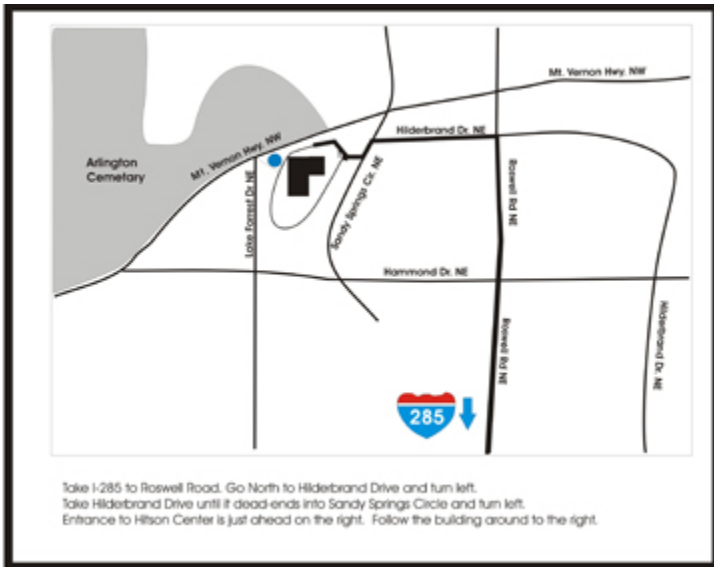 Mt. Vernon Hwy. NW
Hilderbrand Dr. NE
Mt. Vernon Hwy. NW
Arlington
Cemetary
Lake Forrest Dr NE
Sandy Springs Cir. NE
Roswell Rd NE
Hammond Dr. NE
Roswell Rd NE
Hilderbrand Dr. NE
285
Take I-285 to Roswell Road. Go North to Hilderbrand Drive and turn left.
Take Hilderbrand Drive until it dead-ends into Sandy Springs Circle and turn left.
Entrance to Hitson Center is just ahead on the right. Follow the building around to the right.